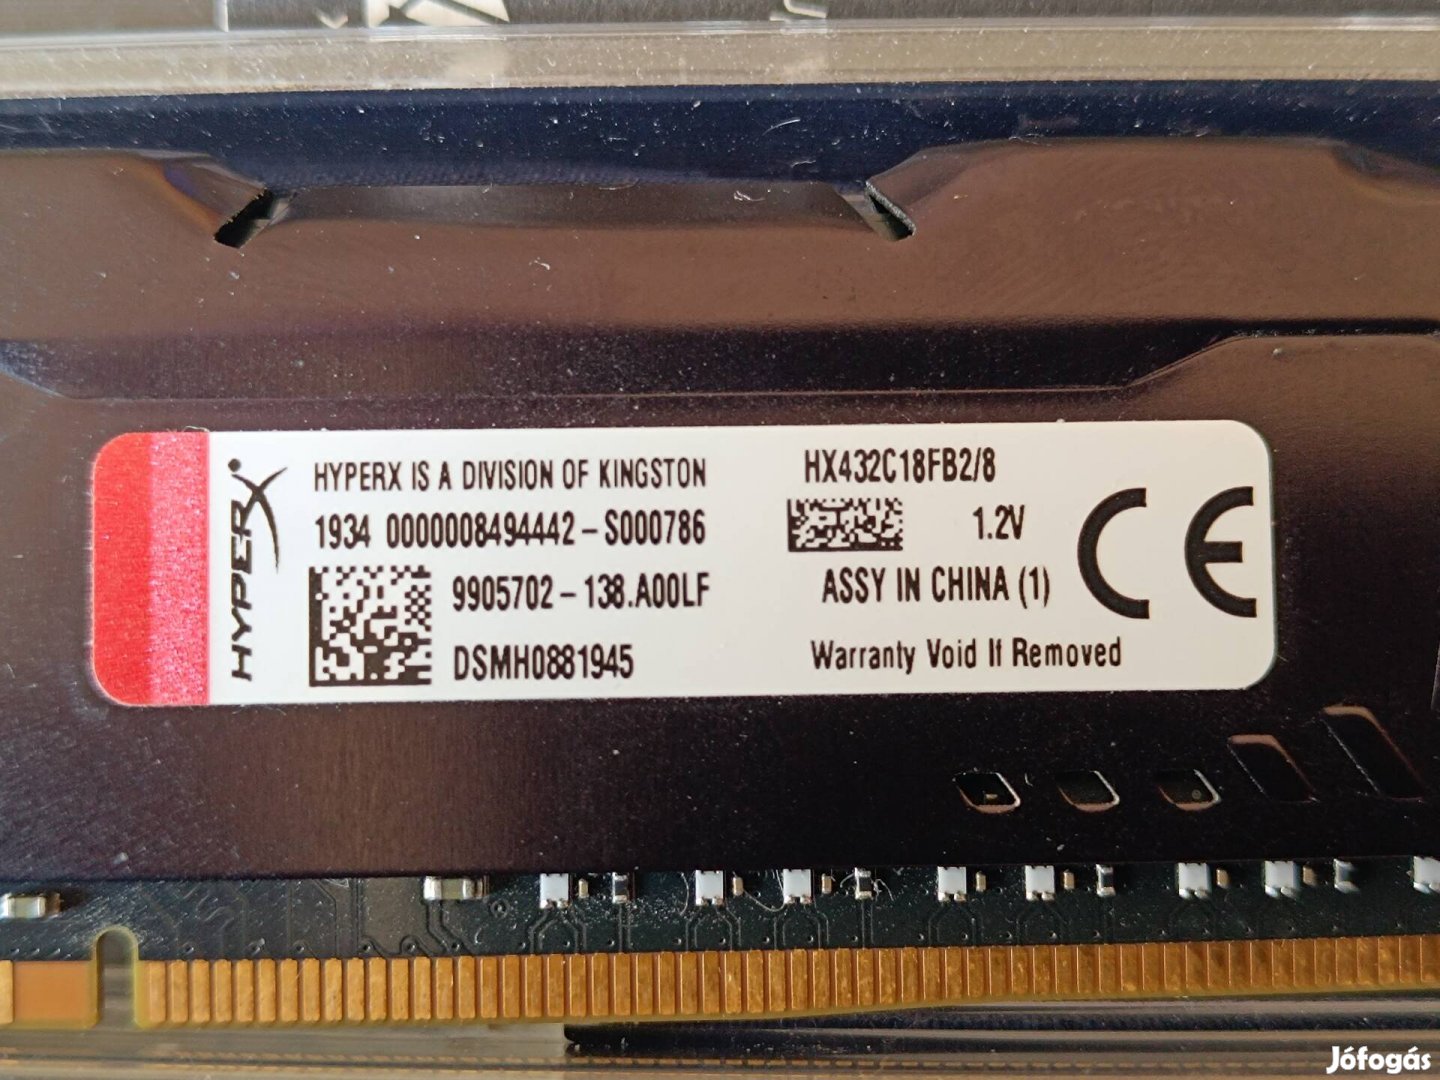 HYPERX
HYPERX IS A DIVISION OF KINGSTON
1934 0000008494442-S000786
9905702-138.A00LF
DSMH0881945
HX432C18FB2/8
1.2V
ASSY IN CHINA (1)
Warranty Void If Removed
CE
Jófogás